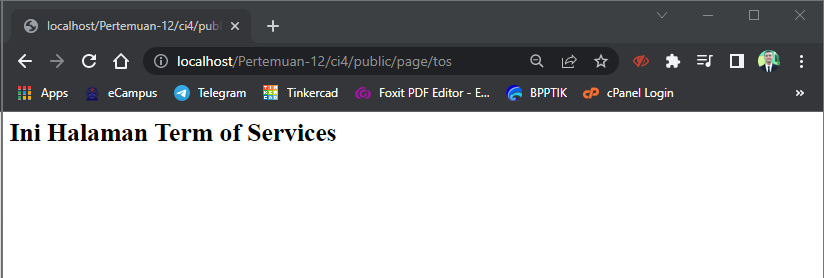 localhost/Pertemuan-12/ci4/publ
localhost/Pertemuan-12/ci4/public/page/tos
Apps eCampus Telegram Tinkercad Foxit PDF Editor - E... BPPTIK cPanel Login »
Ini Halaman Term of Services